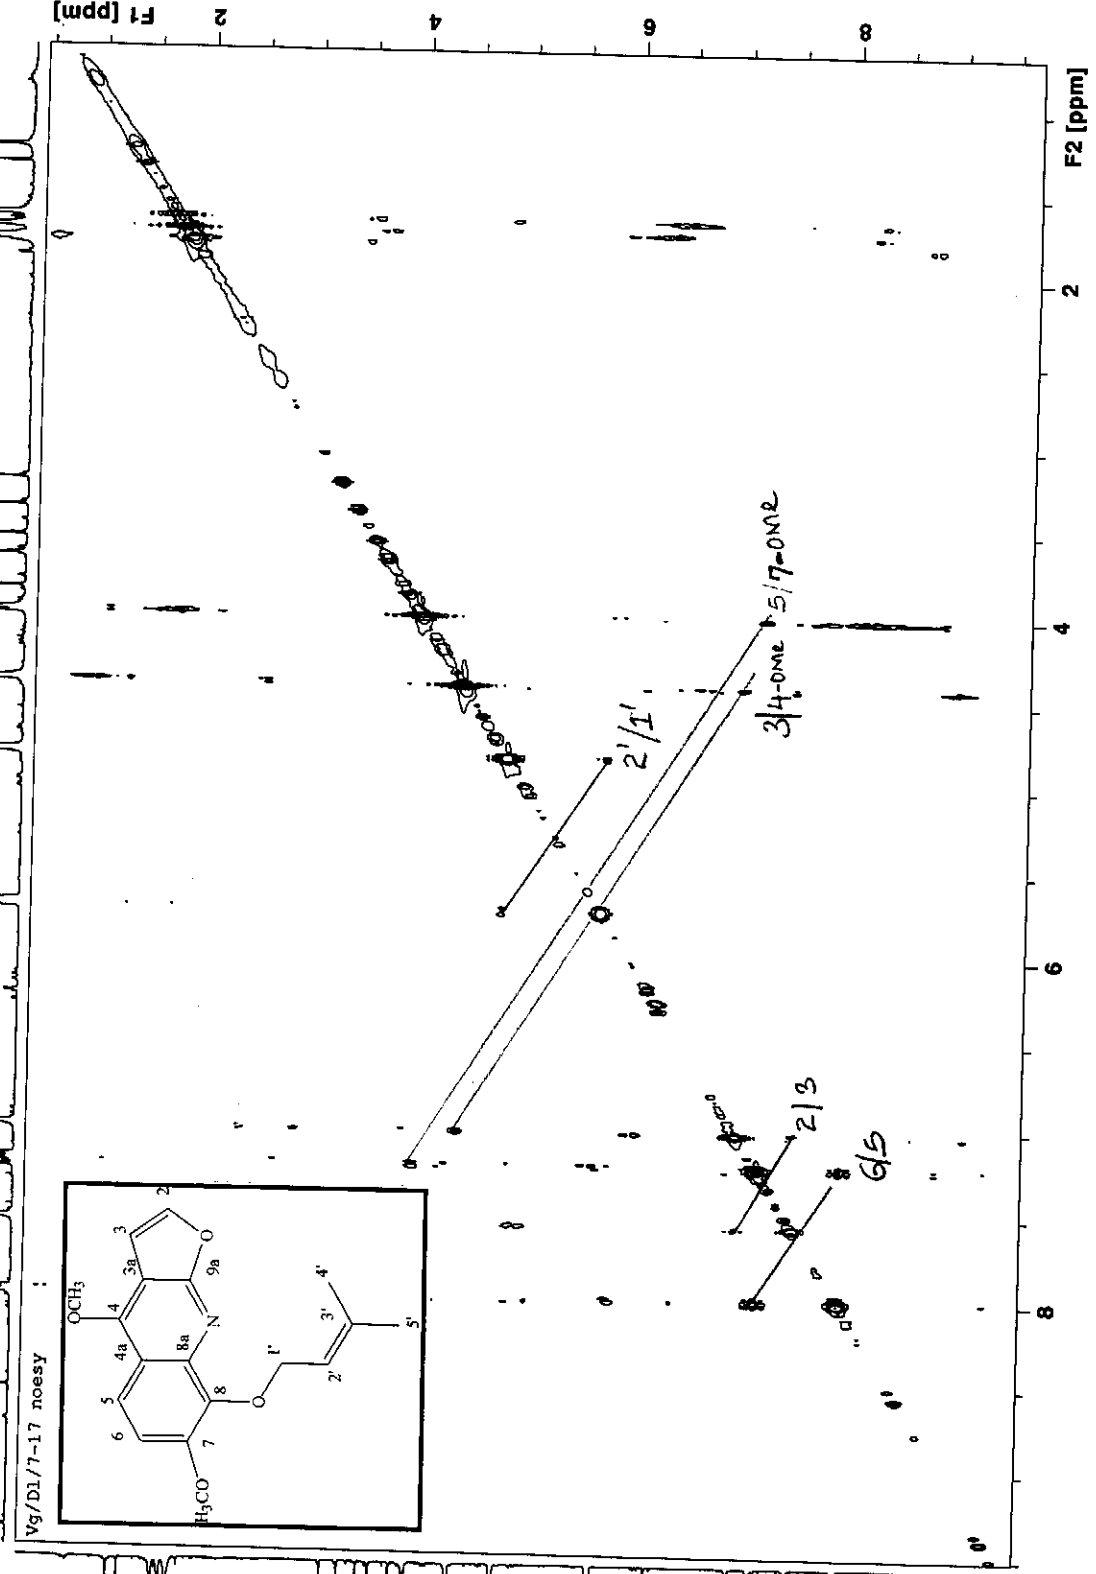 Vg/D1/7-17 noesy :
F1 [ppm]
2
4
6
8
F2 [ppm]
2
4
6
8
5/7-OMe
3/4-OMe
2'/1'
2/3
6/5
OCH₃
4
3
2
3a
4a
5
6
7
8
8a
9a
N
O
O
H₃CO
1'
2'
3'
4'
5'